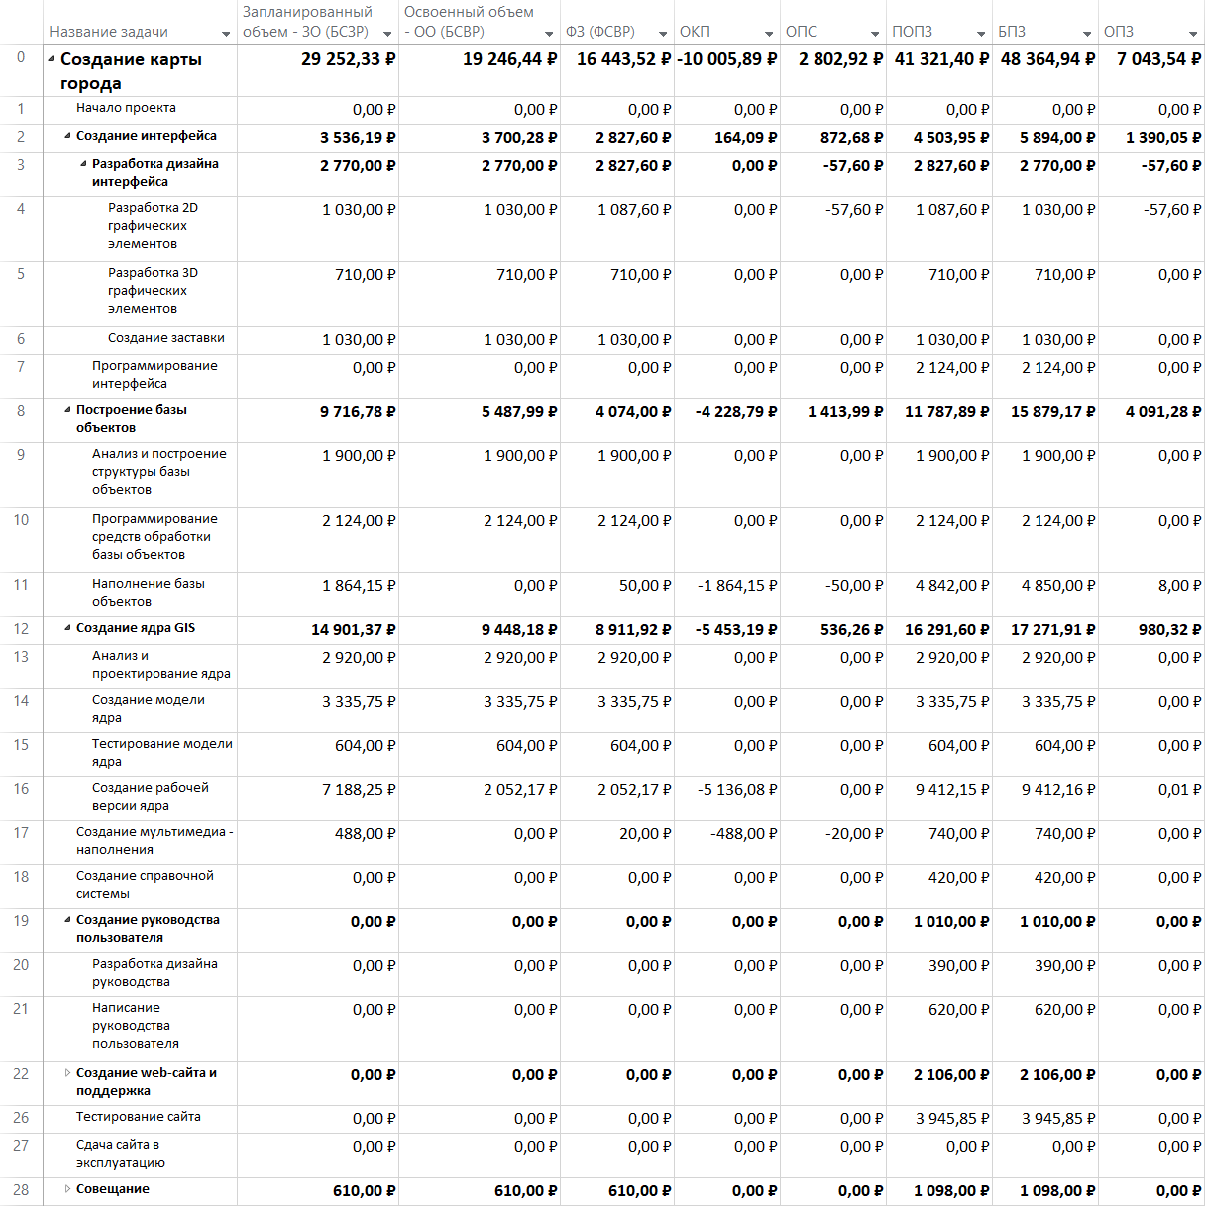 Название задачи Запланированный объем - ЗО (БСЗР) Освоенный объем - ОО (БСВР) ФЗ (ФСВР) ОКП ОПС ПОПЗ БПЗ ОПЗ
0 Создание карты города 29 252,33 ₽ 19 246,44 ₽ 16 443,52 ₽ -10 005,89 ₽ 2 802,92 ₽ 41 321,40 ₽ 48 364,94 ₽ 7 043,54 ₽
1 Начало проекта 0,00 ₽ 0,00 ₽ 0,00 ₽ 0,00 ₽ 0,00 ₽ 0,00 ₽ 0,00 ₽ 0,00 ₽
2 Создание интерфейса 3 536,19 ₽ 3 700,28 ₽ 2 827,60 ₽ 164,09 ₽ 872,68 ₽ 4 503,95 ₽ 5 894,00 ₽ 1 390,05 ₽
3 Разработка дизайна интерфейса 2 770,00 ₽ 2 770,00 ₽ 2 827,60 ₽ 0,00 ₽ -57,60 ₽ 2 827,60 ₽ 2 770,00 ₽ -57,60 ₽
4 Разработка 2D графических элементов 1 030,00 ₽ 1 030,00 ₽ 1 087,60 ₽ 0,00 ₽ -57,60 ₽ 1 087,60 ₽ 1 030,00 ₽ -57,60 ₽
5 Разработка 3D графических элементов 710,00 ₽ 710,00 ₽ 710,00 ₽ 0,00 ₽ 0,00 ₽ 710,00 ₽ 710,00 ₽ 0,00 ₽
6 Создание заставки 1 030,00 ₽ 1 030,00 ₽ 1 030,00 ₽ 0,00 ₽ 0,00 ₽ 1 030,00 ₽ 1 030,00 ₽ 0,00 ₽
7 Программирование интерфейса 0,00 ₽ 0,00 ₽ 0,00 ₽ 0,00 ₽ 0,00 ₽ 2 124,00 ₽ 2 124,00 ₽ 0,00 ₽
8 Построение базы объектов 9 716,78 ₽ 5 487,99 ₽ 4 074,00 ₽ -4 228,79 ₽ 1 413,99 ₽ 11 787,89 ₽ 15 879,17 ₽ 4 091,28 ₽
9 Анализ и построение структуры базы объектов 1 900,00 ₽ 1 900,00 ₽ 1 900,00 ₽ 0,00 ₽ 0,00 ₽ 1 900,00 ₽ 1 900,00 ₽ 0,00 ₽
10 Программирование средств обработки базы объектов 2 124,00 ₽ 2 124,00 ₽ 2 124,00 ₽ 0,00 ₽ 0,00 ₽ 2 124,00 ₽ 2 124,00 ₽ 0,00 ₽
11 Наполнение базы объектов 1 864,15 ₽ 0,00 ₽ 50,00 ₽ -1 864,15 ₽ -50,00 ₽ 4 842,00 ₽ 4 850,00 ₽ 8,00 ₽
12 Создание ядра GIS 14 901,37 ₽ 9 448,18 ₽ 8 911,92 ₽ -5 453,19 ₽ 536,26 ₽ 16 291,60 ₽ 17 271,91 ₽ 980,32 ₽
13 Анализ и проектирование ядра 2 920,00 ₽ 2 920,00 ₽ 2 920,00 ₽ 0,00 ₽ 0,00 ₽ 2 920,00 ₽ 2 920,00 ₽ 0,00 ₽
14 Создание модели ядра 3 335,75 ₽ 3 335,75 ₽ 3 335,75 ₽ 0,00 ₽ 0,00 ₽ 3 335,75 ₽ 3 335,75 ₽ 0,00 ₽
15 Тестирование модели ядра 604,00 ₽ 604,00 ₽ 604,00 ₽ 0,00 ₽ 0,00 ₽ 604,00 ₽ 604,00 ₽ 0,00 ₽
16 Создание рабочей версии ядра 7 188,25 ₽ 2 052,17 ₽ 2 052,17 ₽ -5 136,08 ₽ 0,00 ₽ 9 412,15 ₽ 9 412,16 ₽ 0,01 ₽
17 Создание мультимедиа - наполнения 488,00 ₽ 0,00 ₽ 20,00 ₽ -488,00 ₽ -20,00 ₽ 740,00 ₽ 740,00 ₽ 0,00 ₽
18 Создание справочной системы 0,00 ₽ 0,00 ₽ 0,00 ₽ 0,00 ₽ 0,00 ₽ 420,00 ₽ 420,00 ₽ 0,00 ₽
19 Создание руководства пользователя 0,00 ₽ 0,00 ₽ 0,00 ₽ 0,00 ₽ 0,00 ₽ 1 010,00 ₽ 1 010,00 ₽ 0,00 ₽
20 Разработка дизайна руководства 0,00 ₽ 0,00 ₽ 0,00 ₽ 0,00 ₽ 0,00 ₽ 390,00 ₽ 390,00 ₽ 0,00 ₽
21 Написание руководства пользователя 0,00 ₽ 0,00 ₽ 0,00 ₽ 0,00 ₽ 0,00 ₽ 620,00 ₽ 620,00 ₽ 0,00 ₽
22 Создание web-сайта и поддержка 0,00 ₽ 0,00 ₽ 0,00 ₽ 0,00 ₽ 0,00 ₽ 2 106,00 ₽ 2 106,00 ₽ 0,00 ₽
26 Тестирование сайта 0,00 ₽ 0,00 ₽ 0,00 ₽ 0,00 ₽ 0,00 ₽ 3 945,85 ₽ 3 945,85 ₽ 0,00 ₽
27 Сдача сайта в эксплуатацию 0,00 ₽ 0,00 ₽ 0,00 ₽ 0,00 ₽ 0,00 ₽ 0,00 ₽ 0,00 ₽ 0,00 ₽
28 Совещание 610,00 ₽ 610,00 ₽ 610,00 ₽ 0,00 ₽ 0,00 ₽ 1 098,00 ₽ 1 098,00 ₽ 0,00 ₽